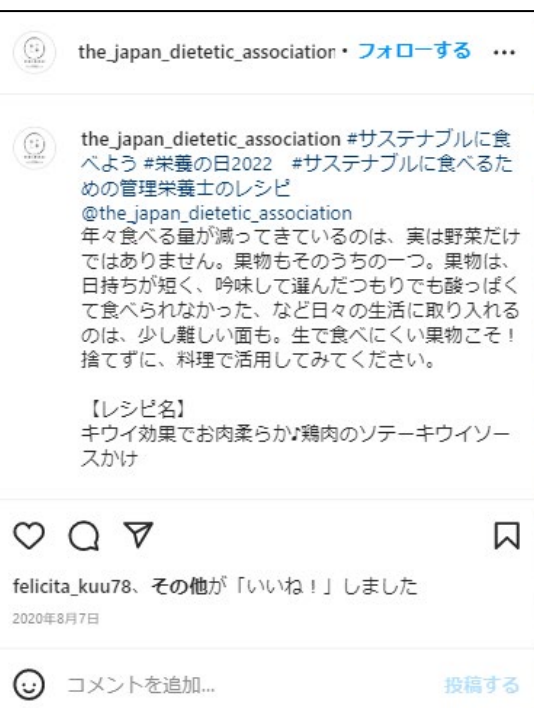 the_japan_dietetic_association • フォローする •••
the_japan_dietetic_association #サステナブルに食
べよう #栄養の日2022　#サステナブルに食べるた
めの管理栄養士のレシピ
@the_japan_dietetic_association
年々食べる量が減ってきているのは、実は野菜だけ
ではありません。果物もそのうちの一つ。果物は、
日持ちが短く、吟味して選んだつもりでも酸っぱく
て食べられなかった、など日々の生活に取り入れる
のは、少し難しい面も。生で食べにくい果物こそ！
捨てずに、料理で活用してみてください。
【レシピ名】
キウイ効果でお肉柔らか♪鶏肉のソテーキウイソー
スかけ
felicita_kuu78、その他が「いいね！」しました
2020年8月7日
コメントを追加... 投稿する